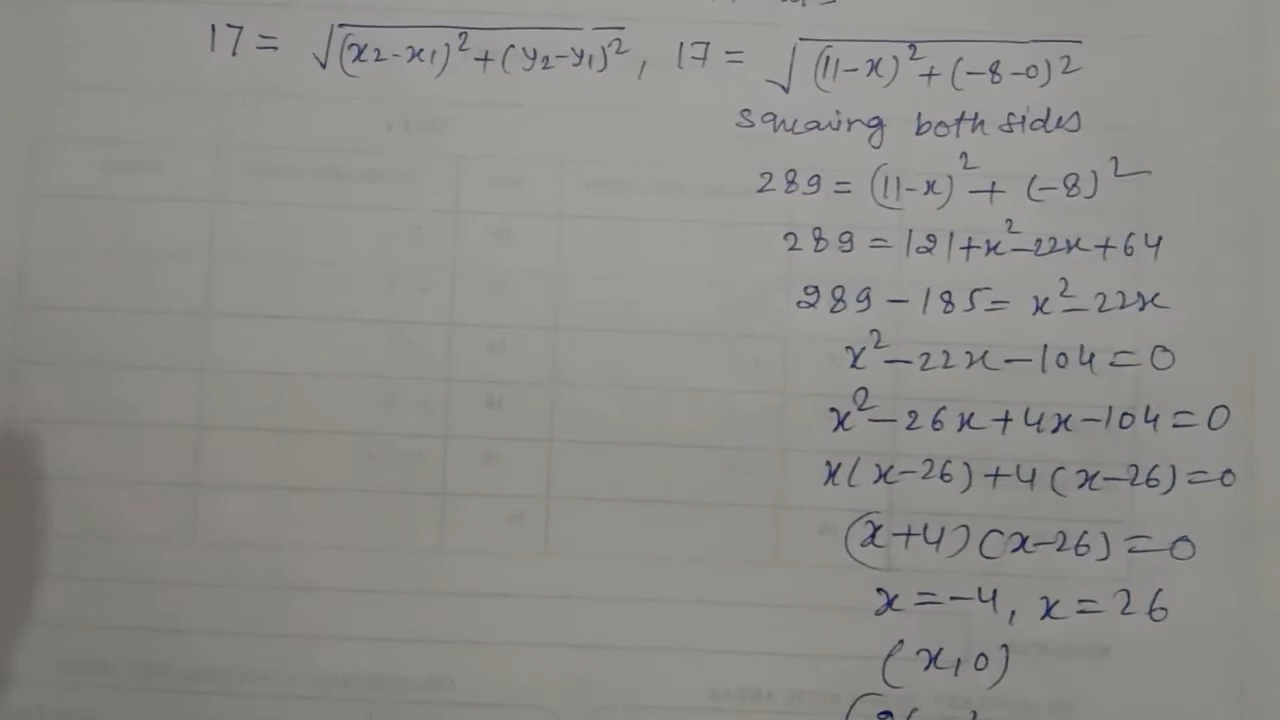 17 = √(x₂-x₁)²+(y₂-y₁)², 17 = √(11-x)²+(-8-0)²
squaring both sides
289 = (11-x)² + (-8)²
289 = 121+x²-22x+64
289 - 185 = x²-22x
x²-22x-104=0
x²-26x+4x-104=0
x(x-26)+4(x-26)=0
(x+4)(x-26)=0
x=-4, x=26
(x,0)